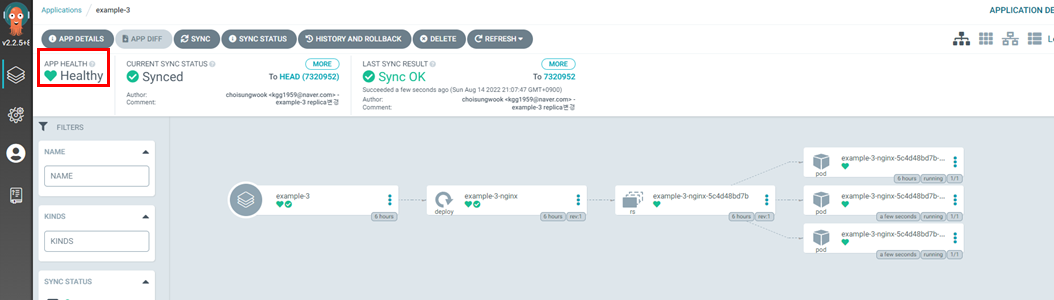 Applications / example-3
APPLICATION DE
v2.2.5+
APP DETAILS APP DIFF SYNC SYNC STATUS HISTORY AND ROLLBACK DELETE REFRESH
APP HEALTH
Healthy
CURRENT SYNC STATUS MORE
Synced To HEAD (7320952)
Author: choisungwook <kgg1959@naver.com> -
Comment: example-3 replica변경
LAST SYNC RESULT MORE
Sync OK To 7320952
Succeeded a few seconds ago (Sun Aug 14 2022 21:07:47 GMT+0900)
Author: choisungwook <kgg1959@naver.com> -
Comment: example-3 replica변경
FILTERS
NAME
NAME
KINDS
KINDS
SYNC STATUS
example-3
6 hours
example-3-nginx
deploy
6 hours rev:1
example-3-nginx-5c4d48bd7b
rs
6 hours rev:1
example-3-nginx-5c4d48bd7b-...
pod
6 hours running 1/1
example-3-nginx-5c4d48bd7b-...
pod
a few seconds running 1/1
example-3-nginx-5c4d48bd7b-...
pod
a few seconds running 1/1